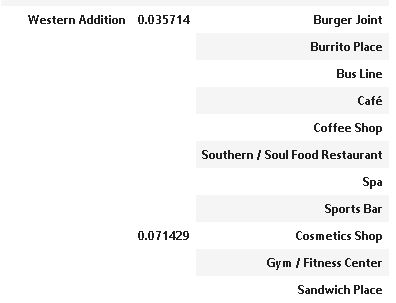 Western Addition 0.035714 Burger Joint
Burrito Place
Bus Line
Café
Coffee Shop
Southern / Soul Food Restaurant
Spa
Sports Bar
0.071429 Cosmetics Shop
Gym / Fitness Center
Sandwich Place